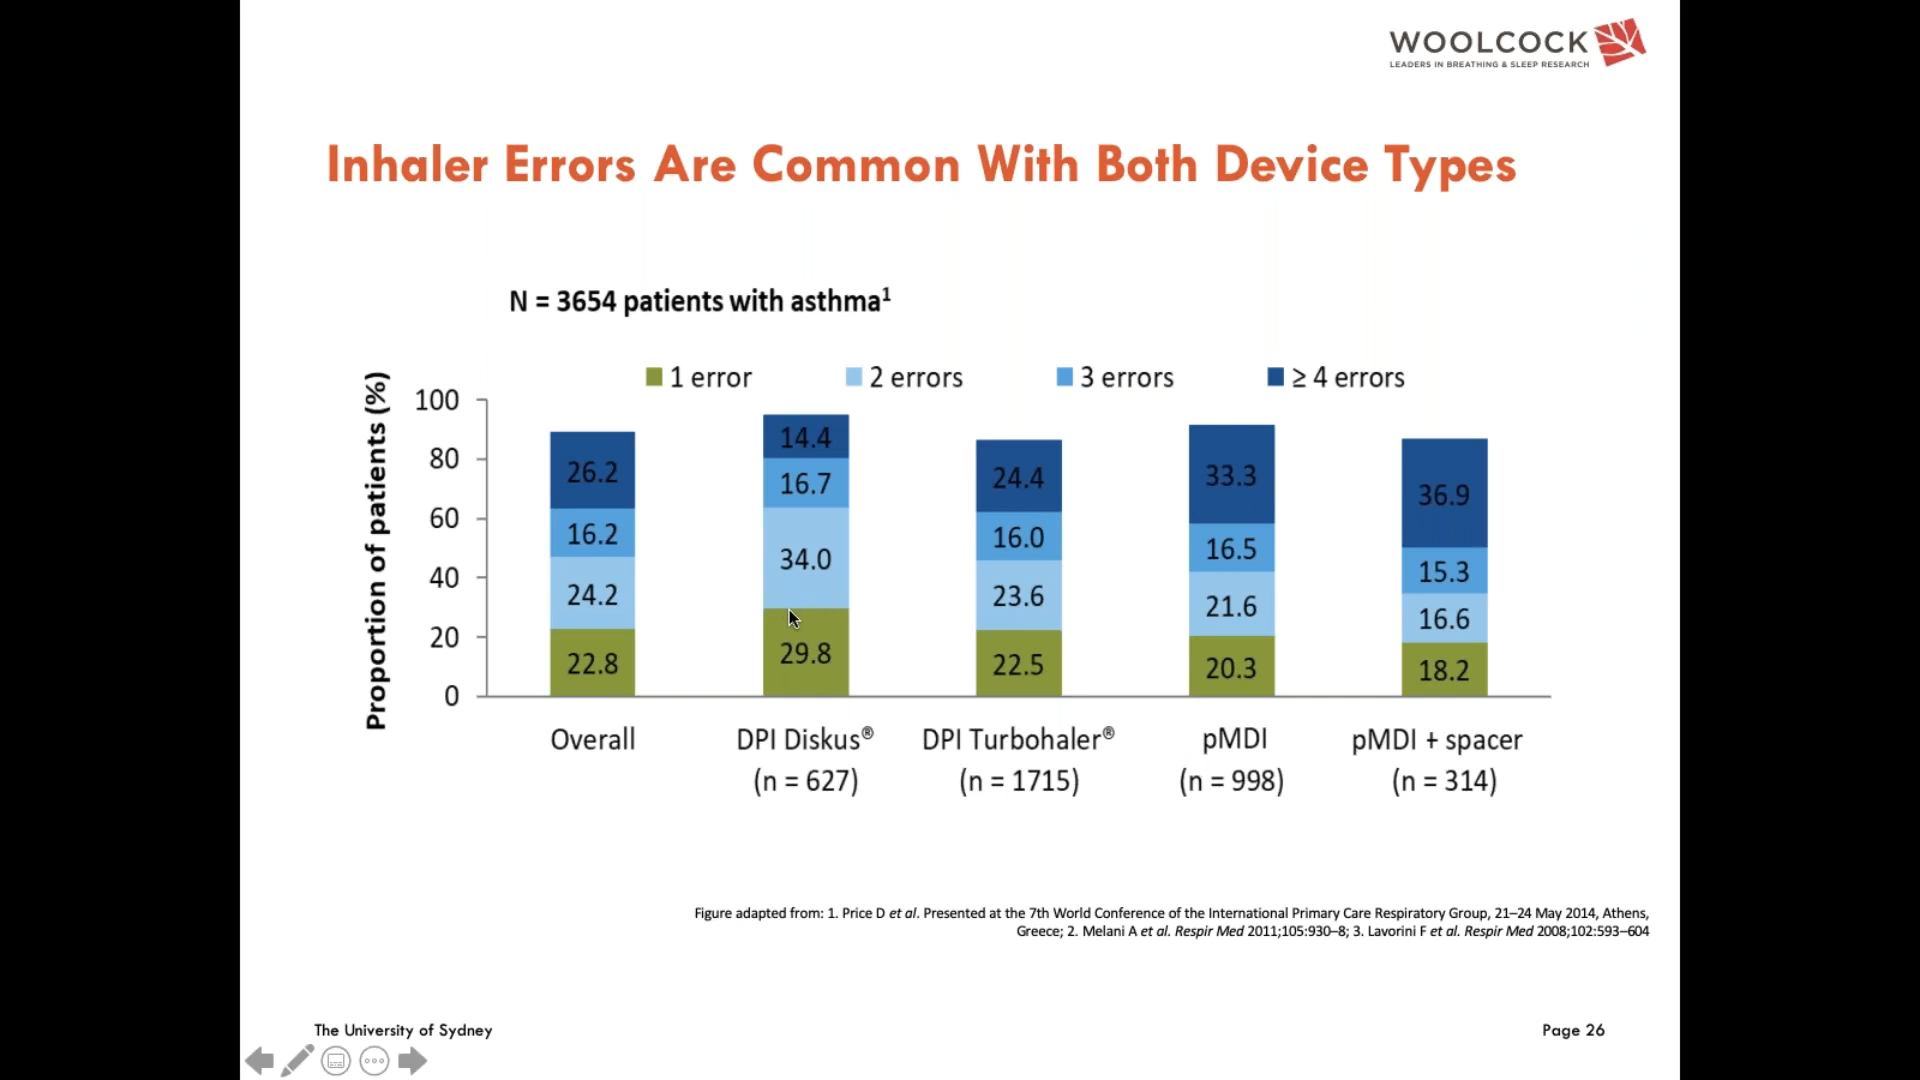 WOOLCOCK
LEADERS IN BREATHING & SLEEP RESEARCH
Inhaler Errors Are Common With Both Device Types
N = 3654 patients with asthma¹
1 error 2 errors 3 errors ≥ 4 errors
Proportion of patients (%)
100
80
60
40
20
0
26.2
16.2
24.2
22.8
14.4
16.7
34.0
29.8
24.4
16.0
23.6
22.5
33.3
16.5
21.6
20.3
36.9
15.3
16.6
18.2
Overall
DPI Diskus®
(n = 627)
DPI Turbohaler®
(n = 1715)
pMDI
(n = 998)
pMDI + spacer
(n = 314)
Figure adapted from: 1. Price D et al. Presented at the 7th World Conference of the International Primary Care Respiratory Group, 21–24 May 2014, Athens,
Greece; 2. Melani A et al. Respir Med 2011;105:930–8; 3. Lavorini F et al. Respir Med 2008;102:593–604
The University of Sydney
Page 26